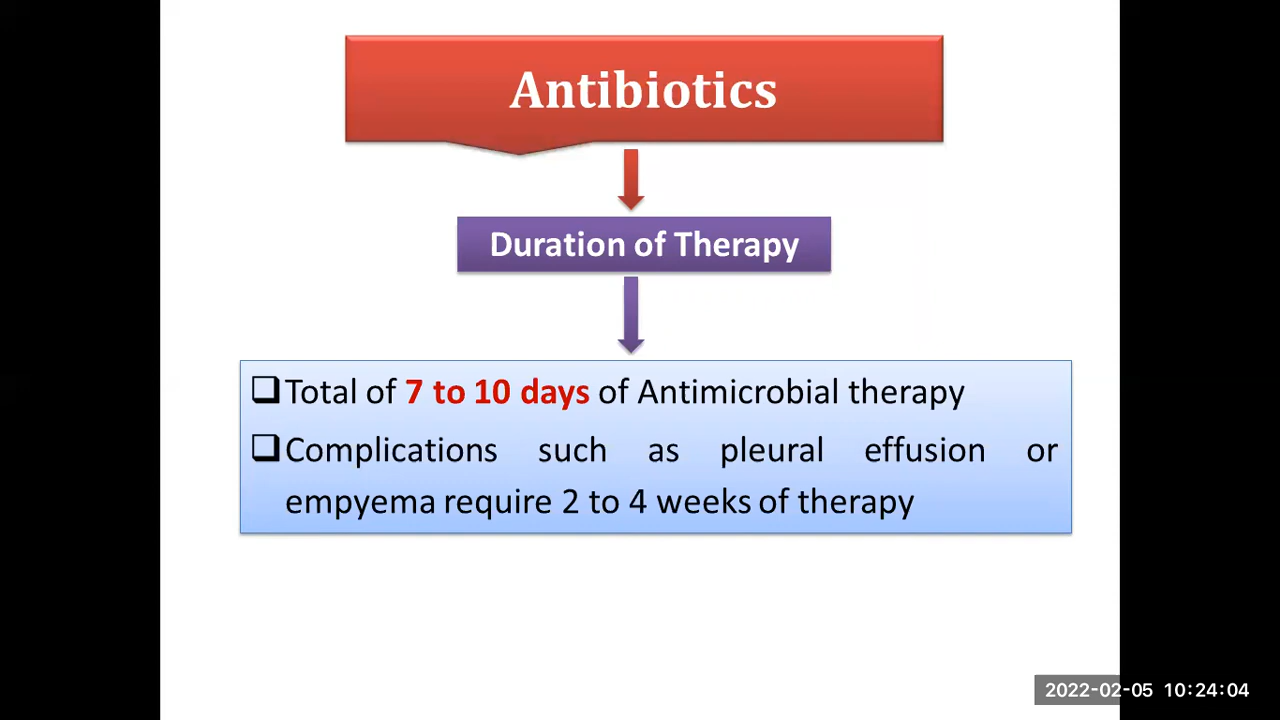 Antibiotics
Duration of Therapy
❑Total of 7 to 10 days of Antimicrobial therapy
❑Complications such as pleural effusion or
empyema require 2 to 4 weeks of therapy
2022-02-05 10:24:04